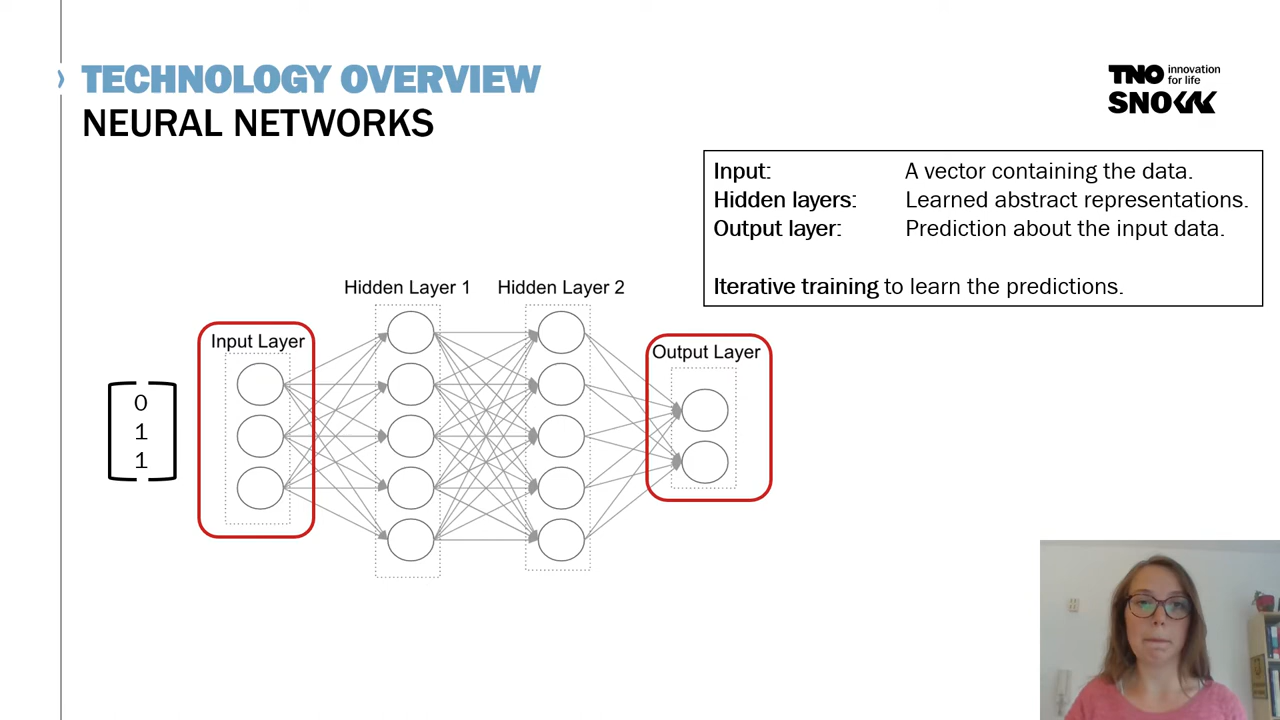 TECHNOLOGY OVERVIEW
NEURAL NETWORKS
TNO innovation for life
SNOKK
Input: A vector containing the data.
Hidden layers: Learned abstract representations.
Output layer: Prediction about the input data.
Iterative training to learn the predictions.
Hidden Layer 1 Hidden Layer 2
Input Layer
Output Layer
0
1
1